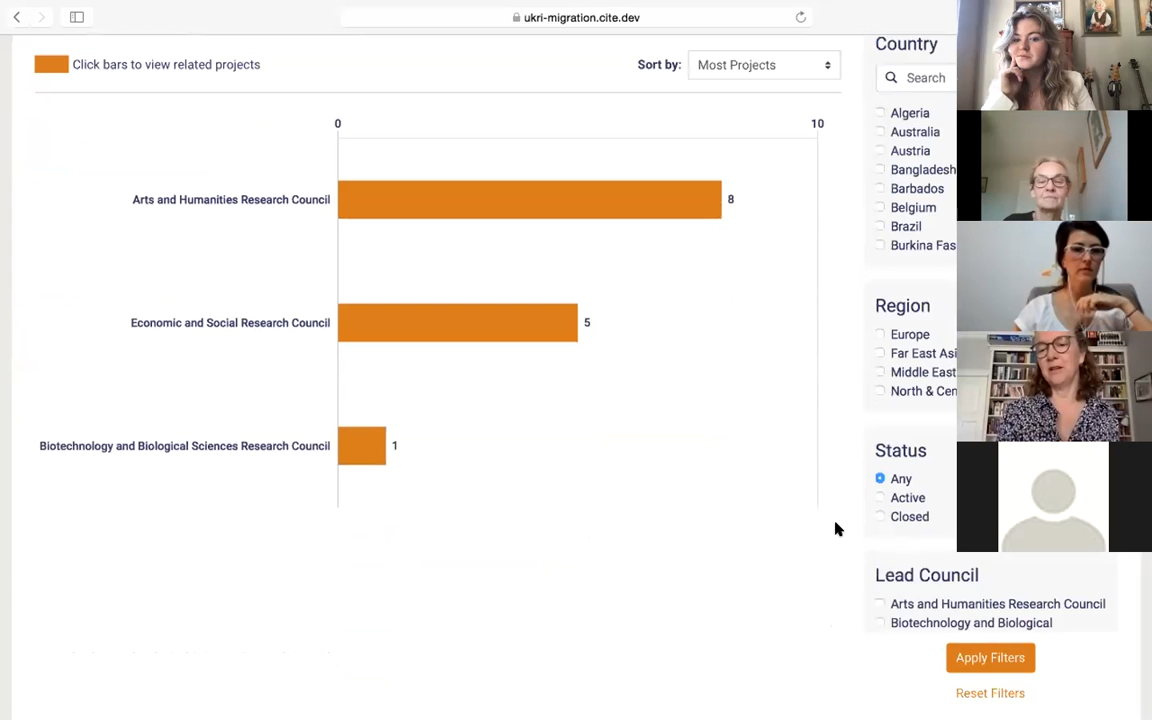 ukri-migration.cite.dev
Click bars to view related projects
Sort by: Most Projects
0 10
Arts and Humanities Research Council 8
Economic and Social Research Council 5
Biotechnology and Biological Sciences Research Council 1
Country
Search
Algeria
Australia
Austria
Bangladesh
Barbados
Belgium
Brazil
Burkina Fas
Region
Europe
Far East Asi
Middle East
North & Cen
Status
Any
Active
Closed
Lead Council
Arts and Humanities Research Council
Biotechnology and Biological
Apply Filters
Reset Filters